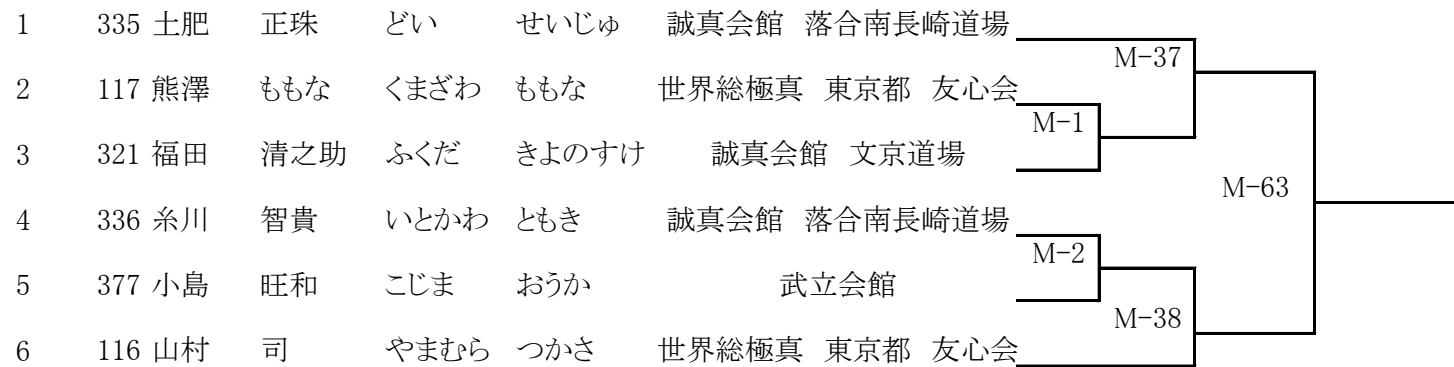 1 335 土肥 正珠 どい せいじゅ 誠真会館 落合南長崎道場
M-37
2 117 熊澤 ももな くまざわ ももな 世界総極真 東京都 友心会
M-1
3 321 福田 清之助 ふくだ きよのすけ 誠真会館 文京道場
M-63
4 336 糸川 智貴 いとかわ ともき 誠真会館 落合南長崎道場
M-2
5 377 小島 旺和 こじま おうか 武立会館
M-38
6 116 山村 司 やまむら つかさ 世界総極真 東京都 友心会